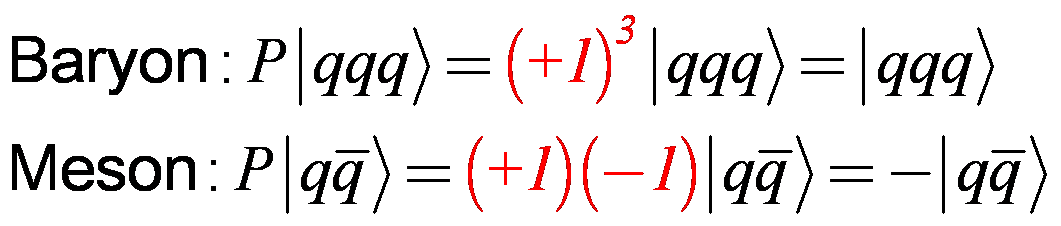 Baryon: P|qqq⟩=(+1)³|qqq⟩=|qqq⟩
Meson: P|qq̅⟩=(+1)(−1)|qq̅⟩=−|qq̅⟩